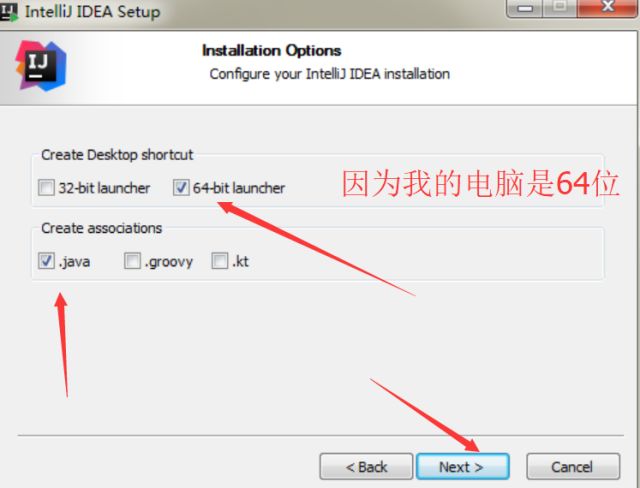 IntelliJ IDEA Setup
IJ
Installation Options
Configure your IntelliJ IDEA installation
Create Desktop shortcut
32-bit launcher 64-bit launcher
因为我的电脑是64位
Create associations
.java .groovy .kt
< Back Next > Cancel